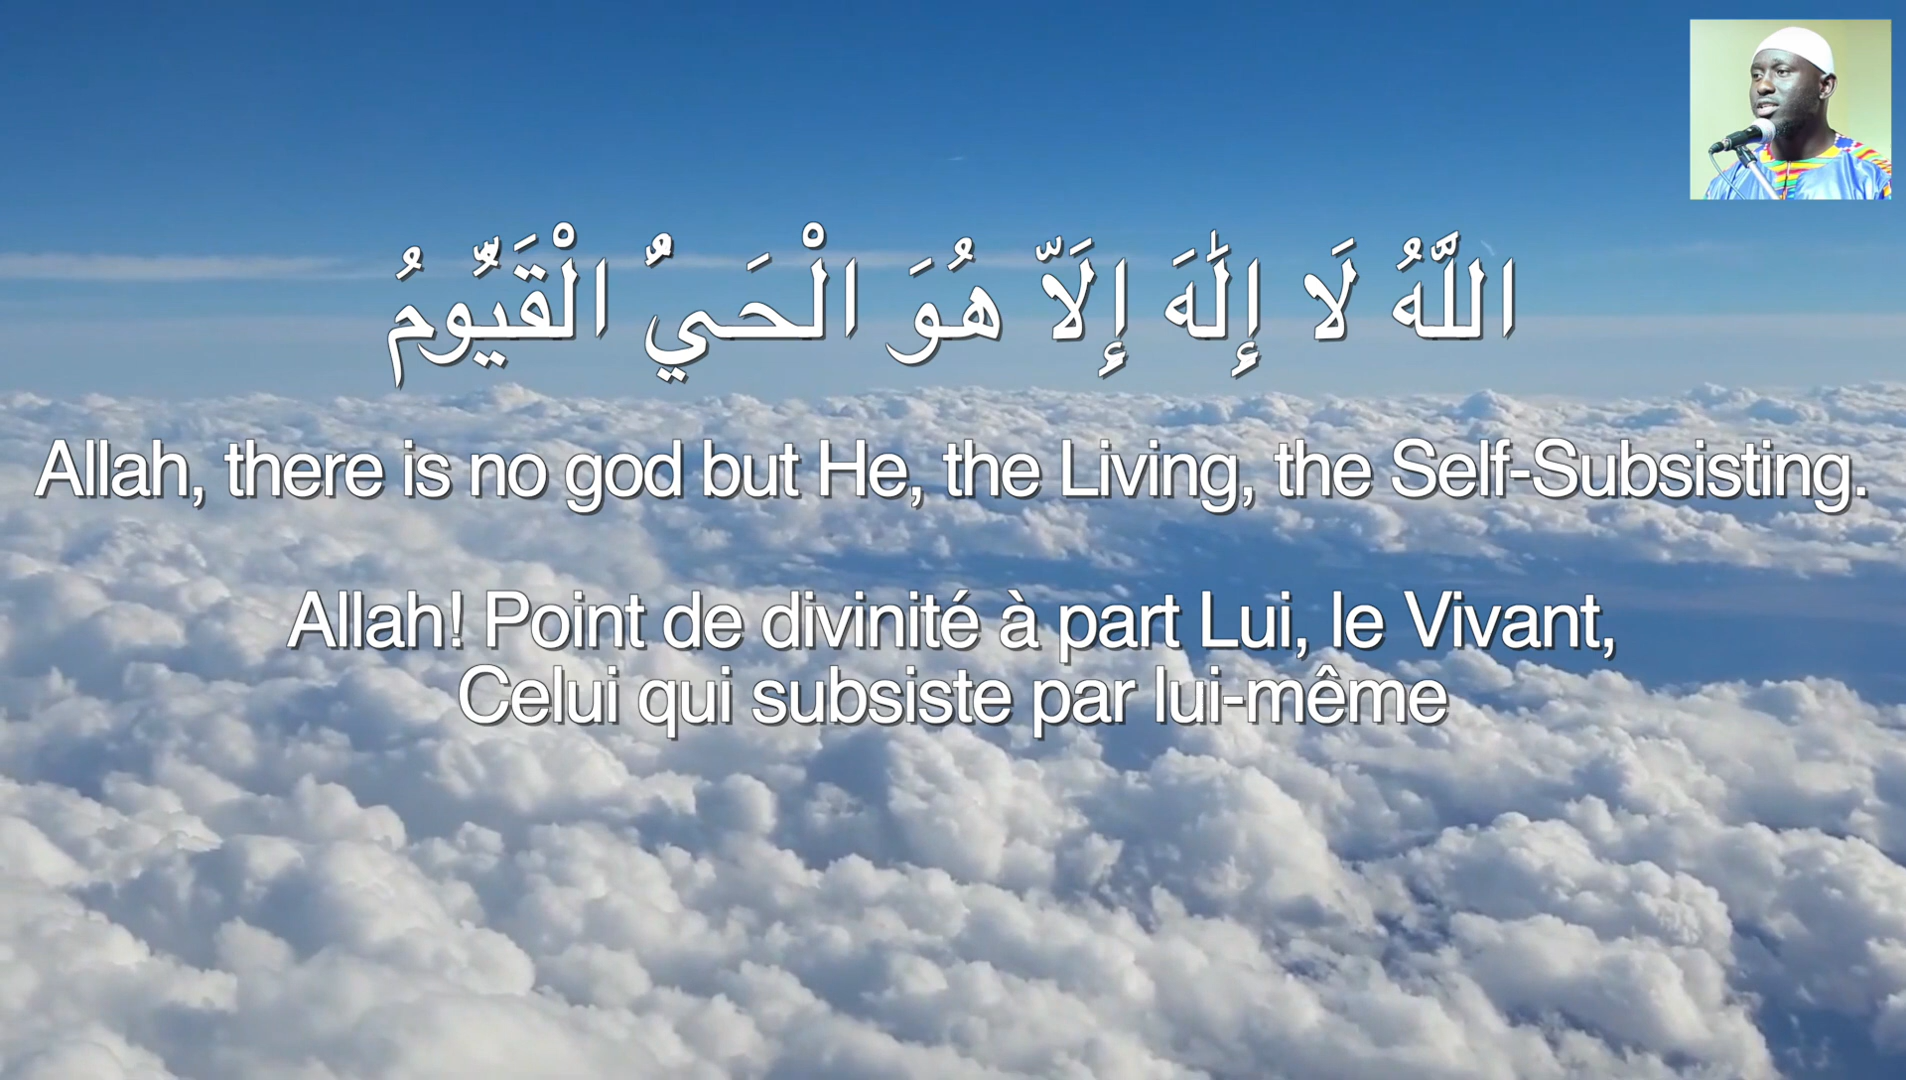 اللَّهُ لَا إِلَٰهَ إِلَّا هُوَ الْحَيُّ الْقَيُّومُ
Allah, there is no god but He, the Living, the Self-Subsisting.
Allah! Point de divinité à part Lui, le Vivant,
Celui qui subsiste par lui-même